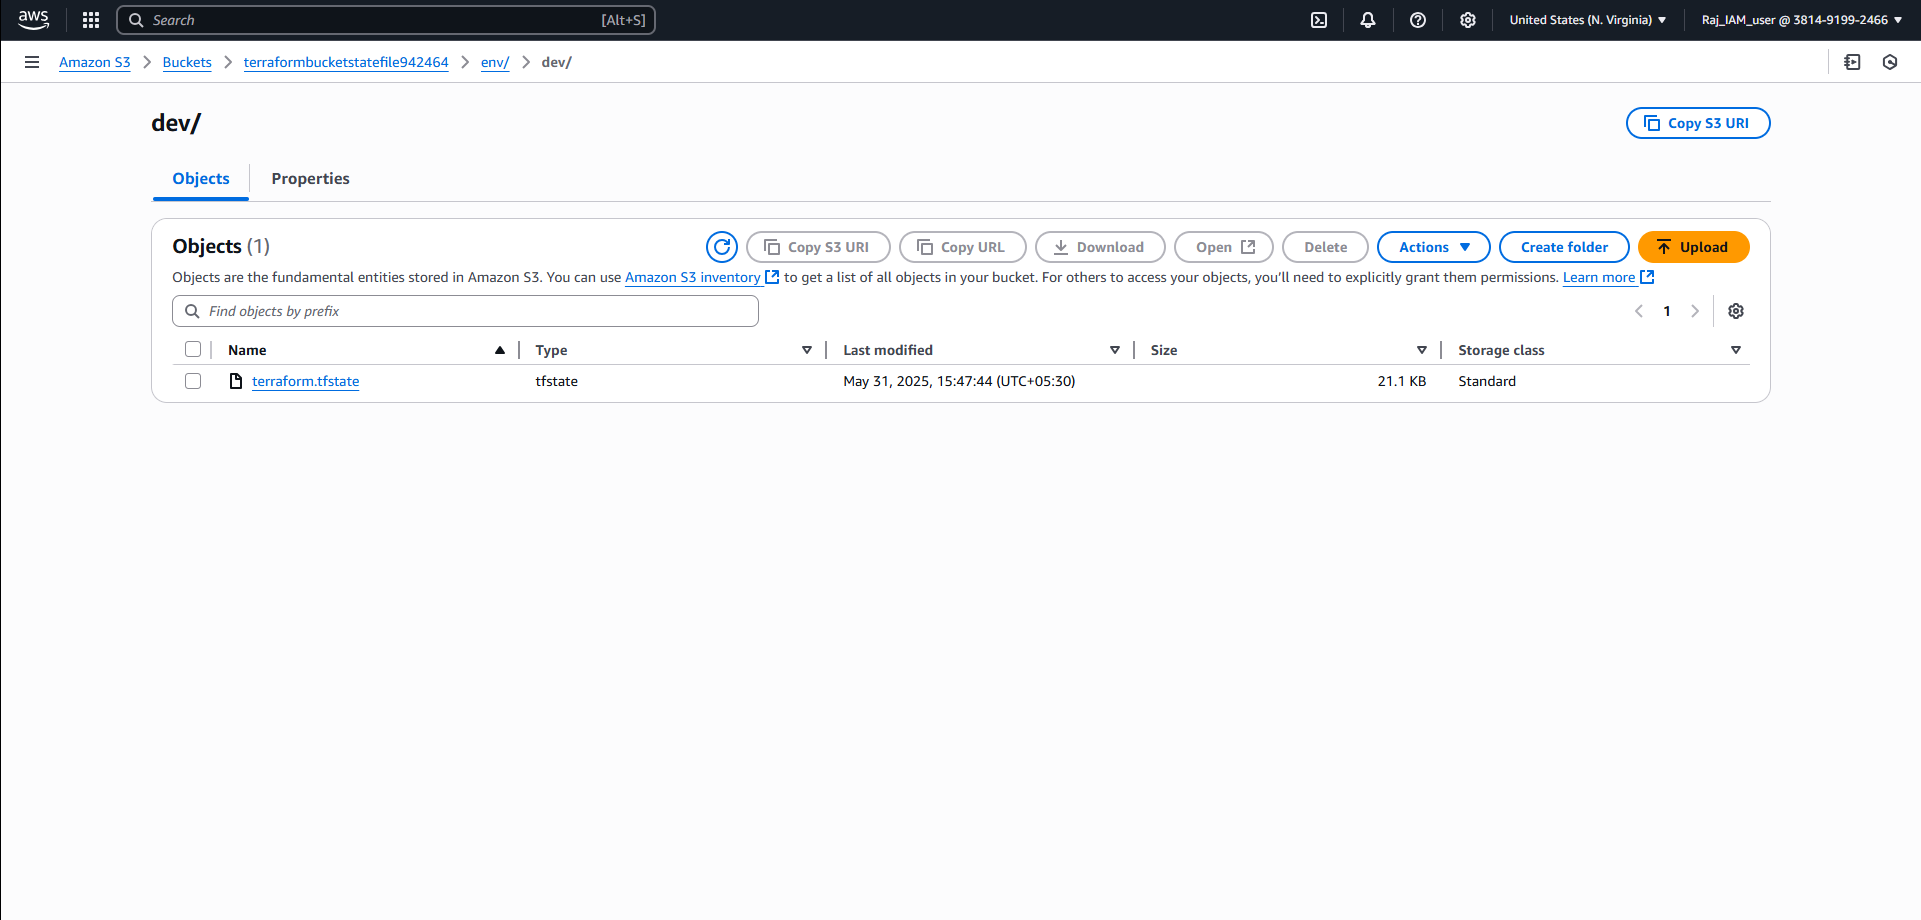 aws
Search [Alt+S]
United States (N. Virginia)
Raj_IAM_user @ 3814-9199-2466
Amazon S3
Buckets
terraformbucketstatefile942464
env/
dev/
dev/
Copy S3 URI
Objects
Properties
Objects (1)
Copy S3 URI
Copy URL
Download
Open
Delete
Actions
Create folder
Upload
Objects are the fundamental entities stored in Amazon S3. You can use Amazon S3 inventory to get a list of all objects in your bucket. For others to access your objects, you’ll need to explicitly grant them permissions. Learn more
Find objects by prefix
1
Name Type Last modified Size Storage class
terraform.tfstate tfstate May 31, 2025, 15:47:44 (UTC+05:30) 21.1 KB Standard